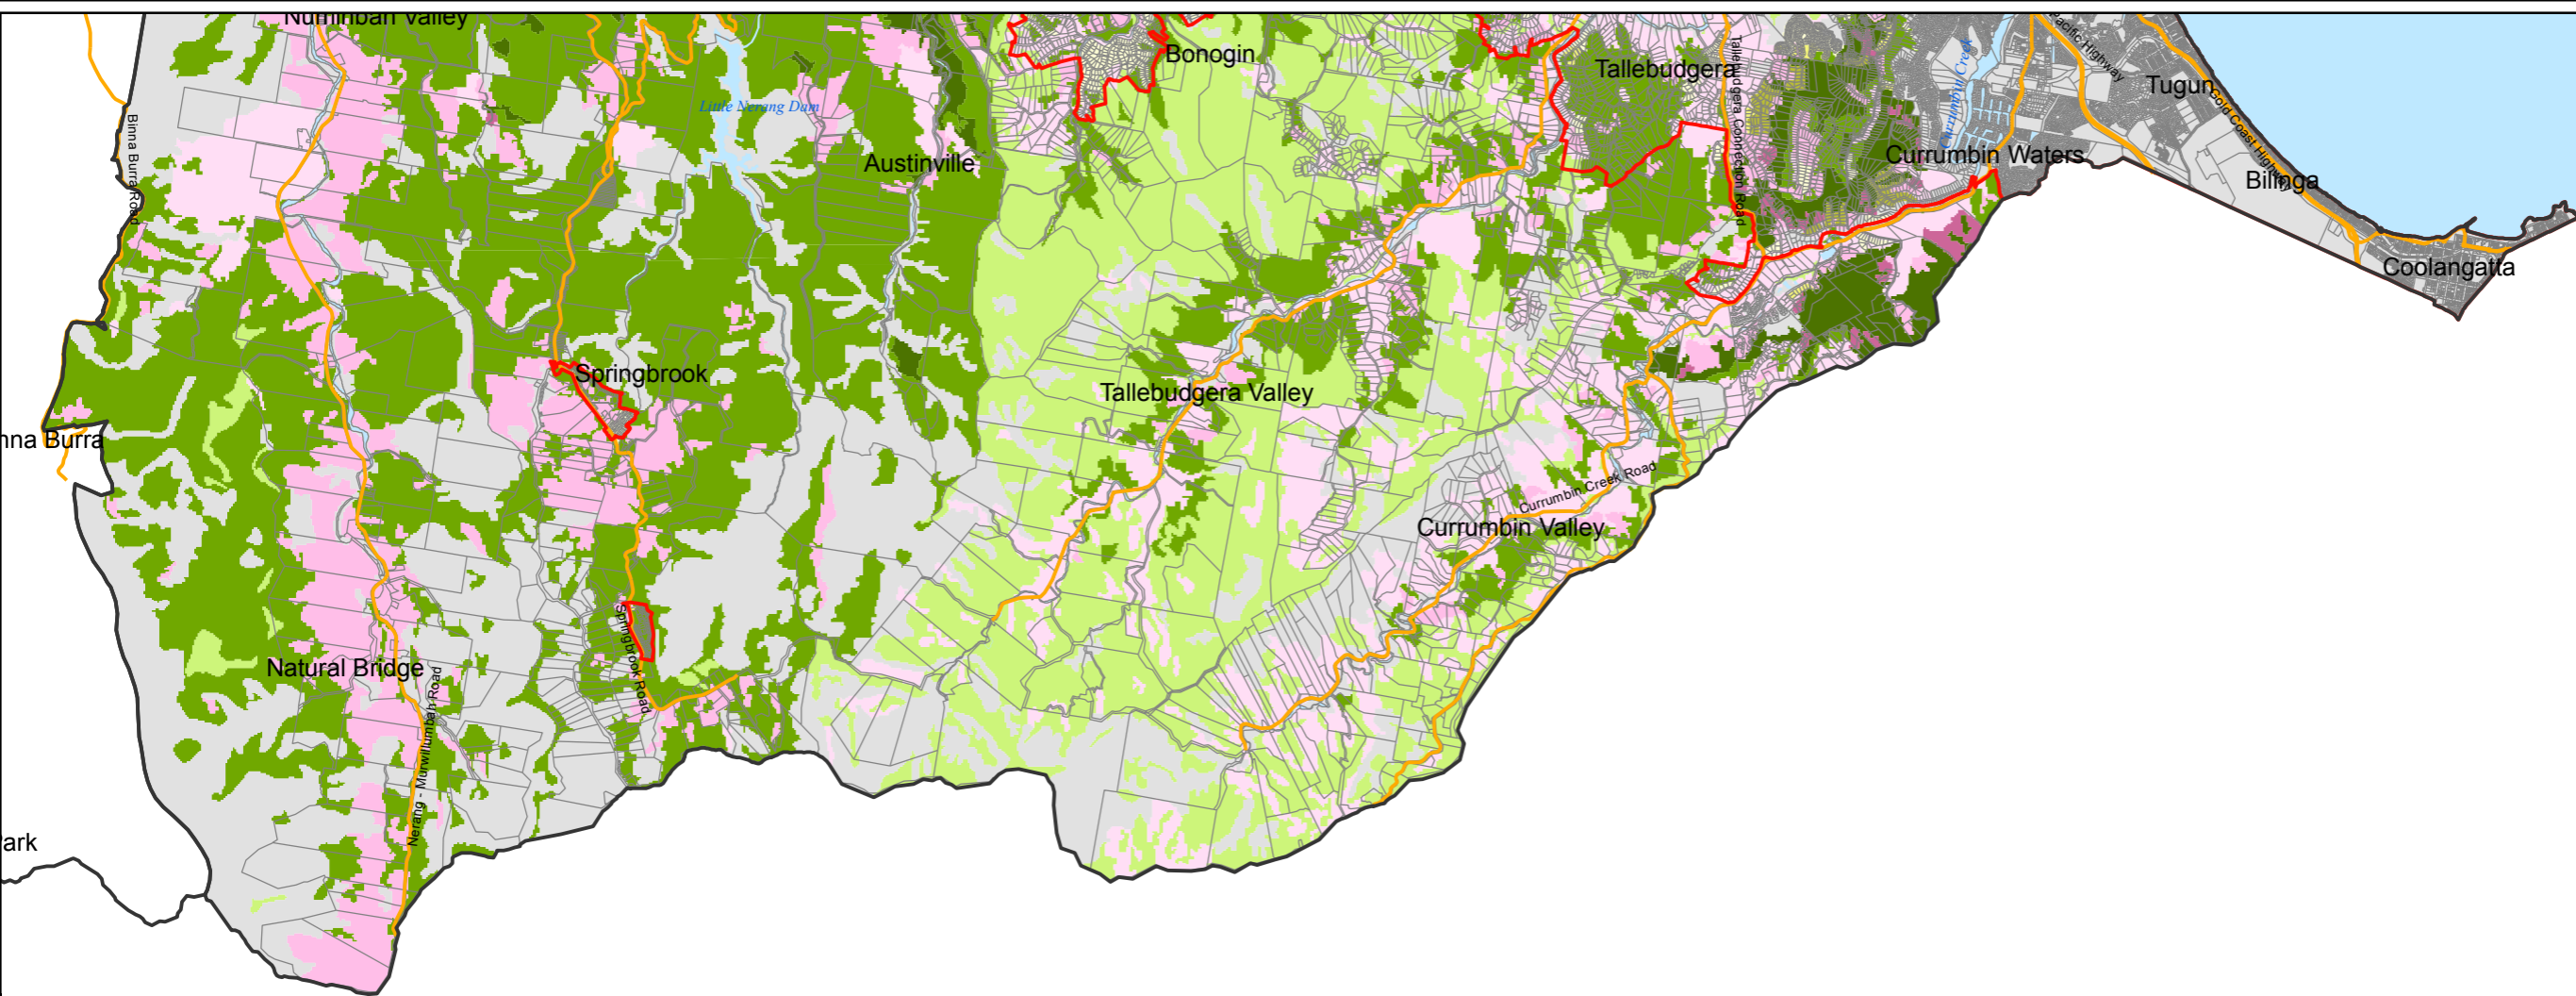 Numinbah Valley
Pacific Highway
Bonogin
Tallebudgera
Tugun
Little Nerang Dam
Currumbin Creek
Gold Coast Highway
Binna Burra Road
Tallebudgera Connection Road
Austinville
Currumbin Waters
Bilinga
Coolangatta
Springbrook
Tallebudgera Valley
nna Burra
Currumbin Creek Road
Currumbin Valley
Springbrook Road
Natural Bridge
Nerang - Murwillumbah Road
Park